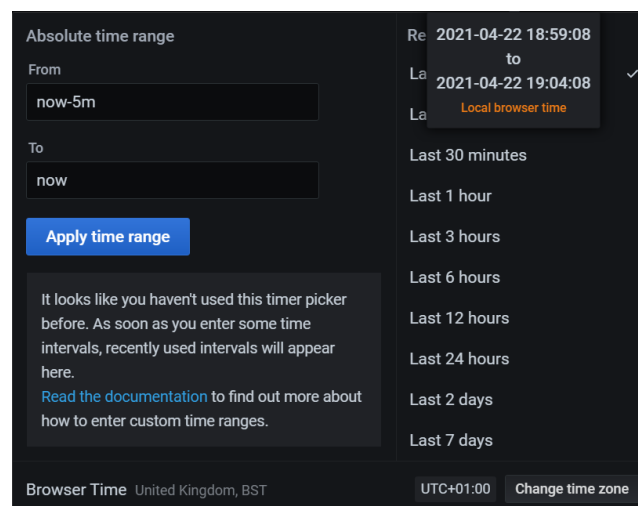 Absolute time range
From
now-5m
To
now
Apply time range
It looks like you haven't used this timer picker
before. As soon as you enter some time
intervals, recently used intervals will appear
here.
Read the documentation to find out more about
how to enter custom time ranges.
Re
La
La
2021-04-22 18:59:08
to
2021-04-22 19:04:08
Local browser time
Last 30 minutes
Last 1 hour
Last 3 hours
Last 6 hours
Last 12 hours
Last 24 hours
Last 2 days
Last 7 days
Browser Time United Kingdom, BST
UTC+01:00
Change time zone